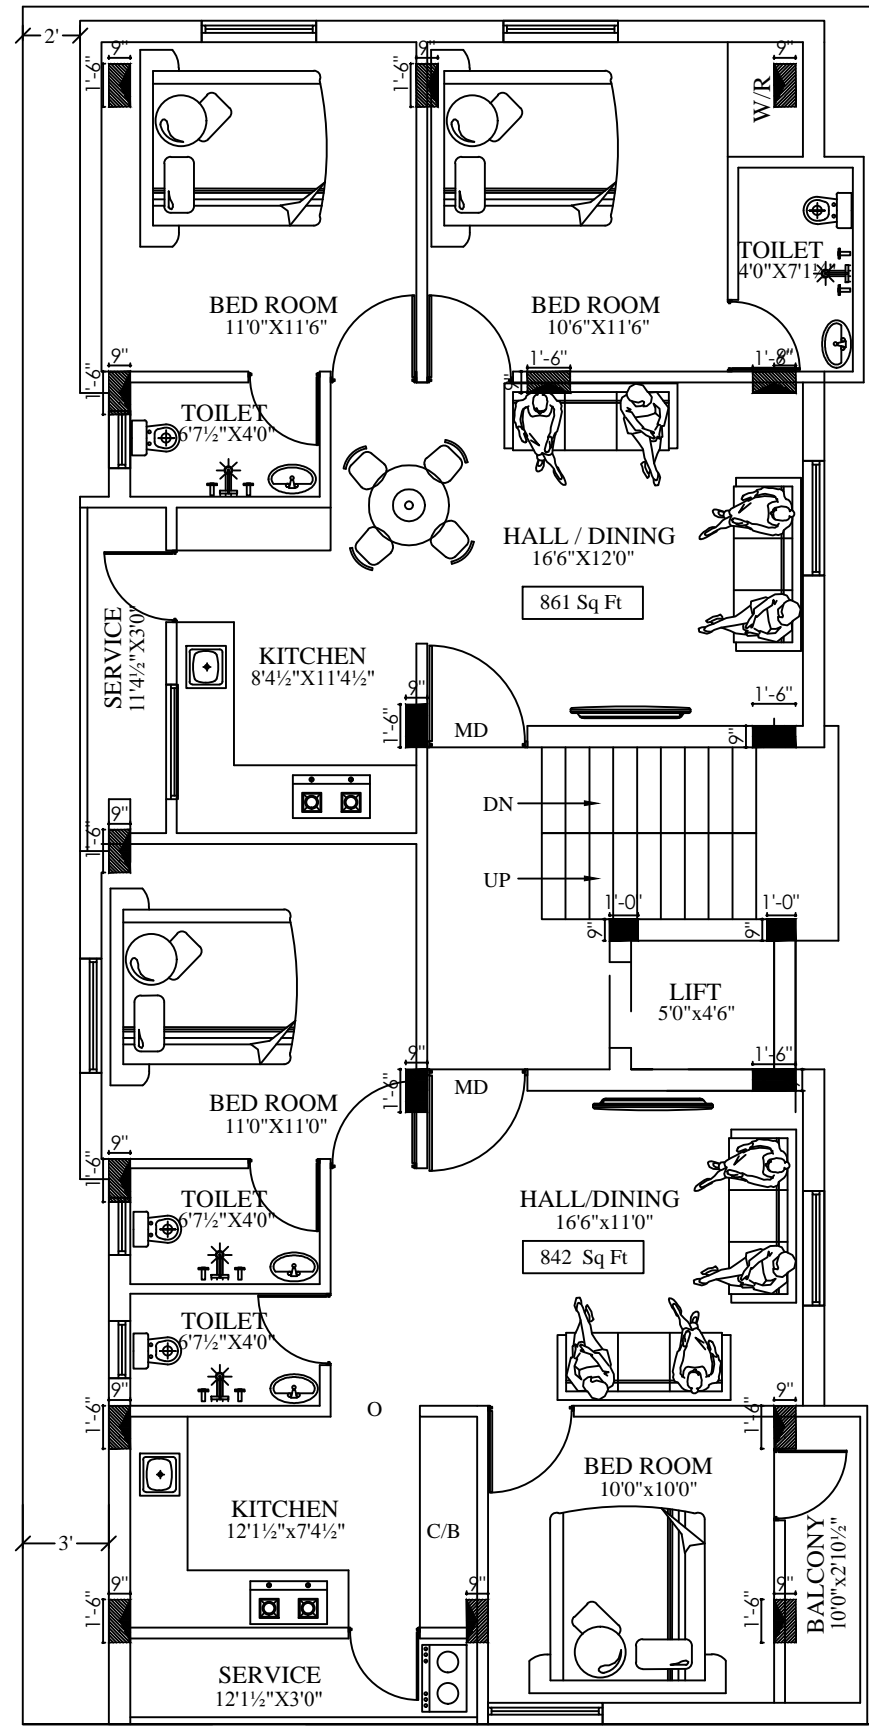 2'
9"
1'-6"
9"
1'-6"
9"
W/R
BED ROOM
11'0"X11'6"
BED ROOM
10'6"X11'6"
TOILET
9"
1'-6"
1'-6"
9"
TOILET
6'7½"X4'0"
HALL / DINING
16'6"X12'0"
861 Sq Ft
SERVICE
11'4½"X3'0"
KITCHEN
8'4½"X11'4½"
9"
1'-6"
MD
1'-6"
9"
DN
UP
9"
1'-6"
1'-0"
9"
1'-0"
9"
LIFT
5'0"x4'6"
9"
1'-6"
MD
1'-6"
BED ROOM
11'0"X11'0"
9"
1'-6"
TOILET
6'7½"X4'0"
HALL/DINING
16'6"x11'0"
842 Sq Ft
TOILET
6'7½"X4'0"
9"
1'-6"
O
9"
1'-6"
BED ROOM
10'0"x10'0"
KITCHEN
12'1½"x7'4½"
C/B
3'
9"
1'-6"
9"
9"
1'-6"
BALCONY
10'0"x2'10½"
SERVICE
12'1½"X3'0"